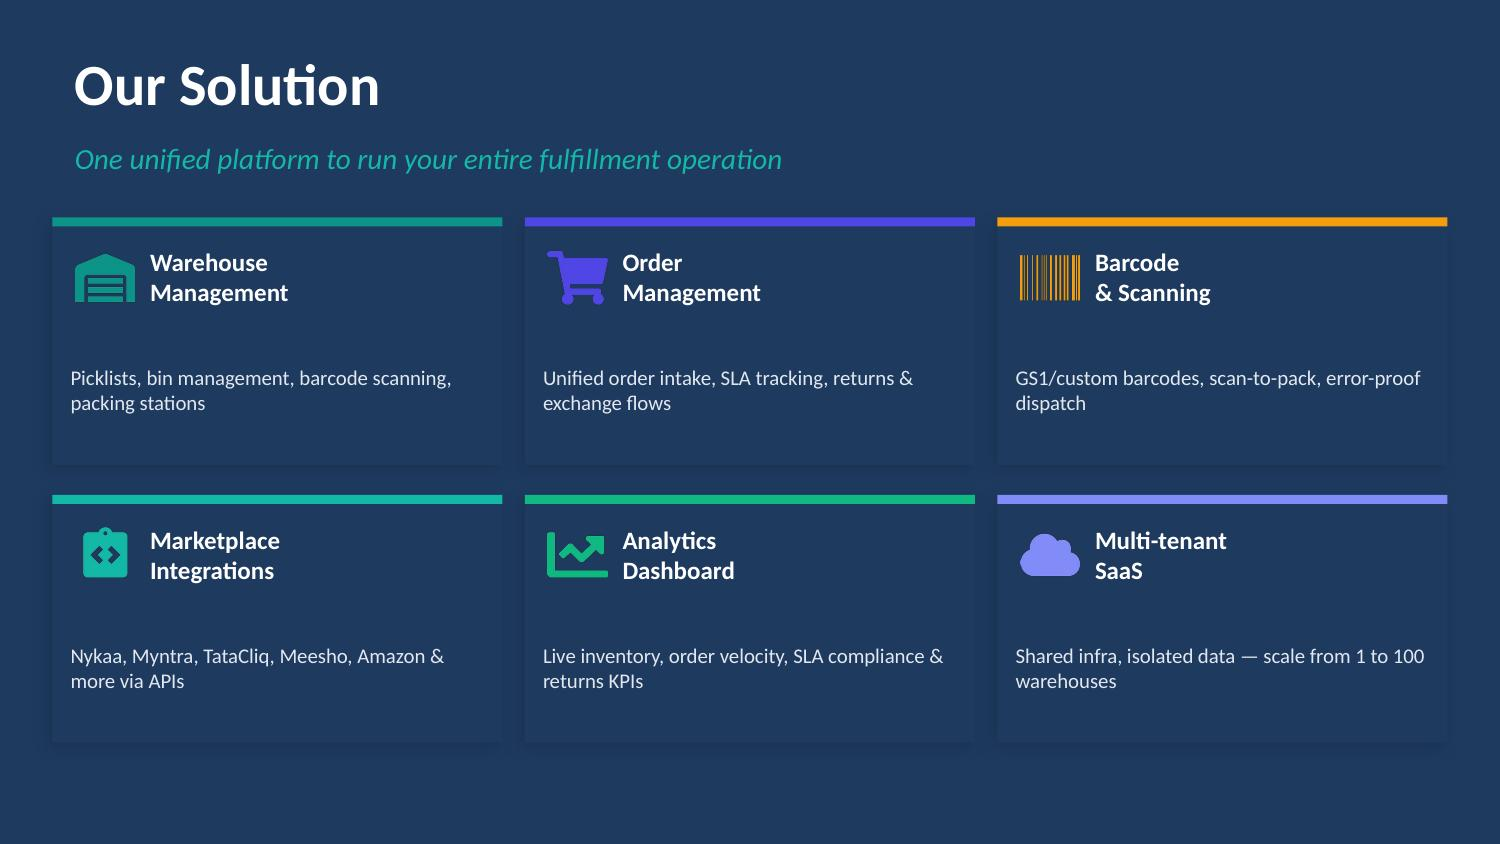 Our Solution
One unified platform to run your entire fulfillment operation
Warehouse
Management
Picklists, bin management, barcode scanning,
packing stations
Order
Management
Unified order intake, SLA tracking, returns &
exchange flows
Barcode
& Scanning
GS1/custom barcodes, scan-to-pack, error-proof
dispatch
Marketplace
Integrations
Nykaa, Myntra, TataCliq, Meesho, Amazon &
more via APIs
Analytics
Dashboard
Live inventory, order velocity, SLA compliance &
returns KPIs
Multi-tenant
SaaS
Shared infra, isolated data — scale from 1 to 100
warehouses